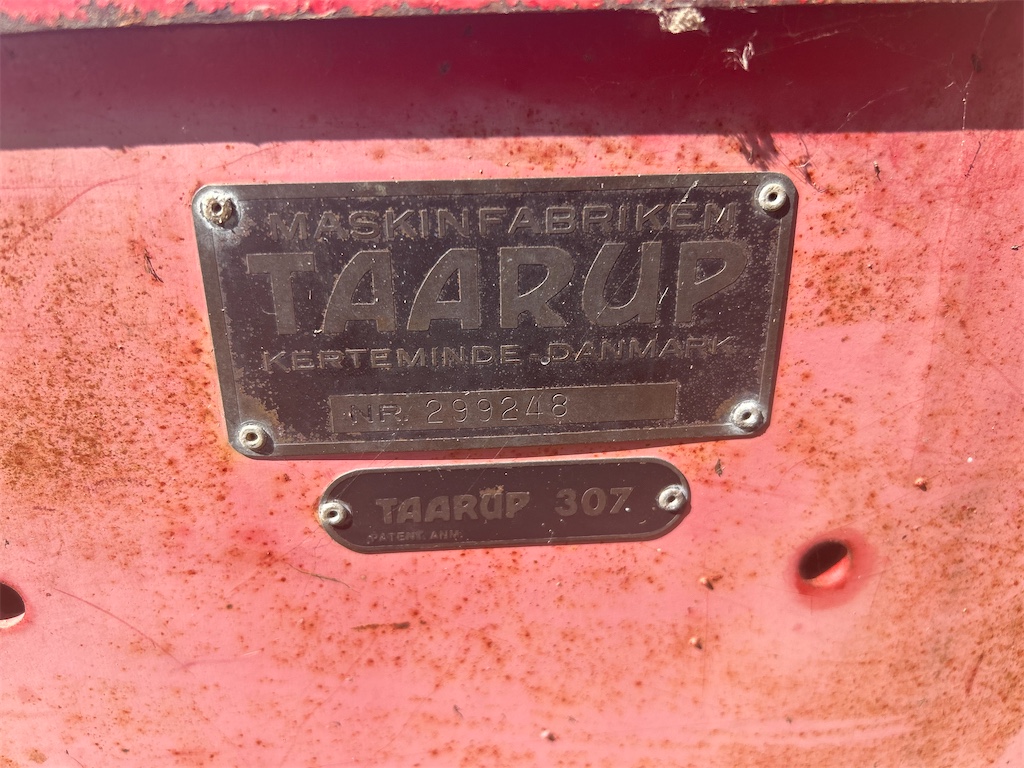 MASKINFABRIKEN
TAARUP
KERTEMINDE-DANMARK
NR. 299248
TAARUP 307
PATENT. ANM.